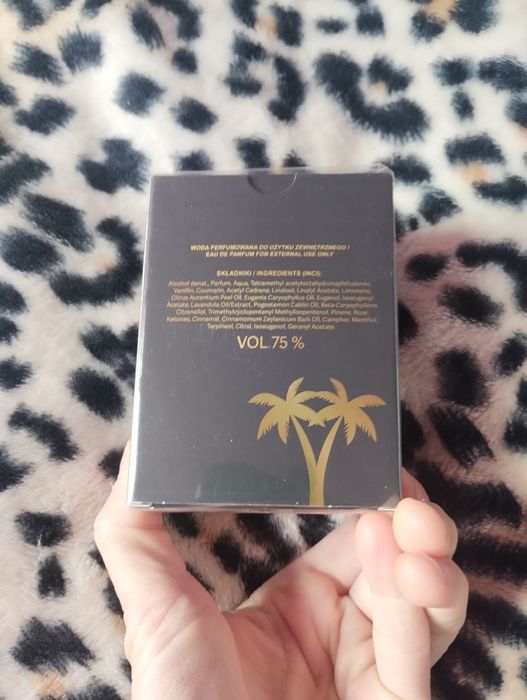 WODA PERFUMOWANA DO UŻYTKU ZEWNĘTRZNEGO /
EAU DE PARFUM FOR EXTERNAL USE ONLY
SKŁADNIKI / INGREDIENTS (INCI):
Alcohol denat., Parfum, Aqua, Tetramethyl acetyloctahydronaphthalenes,
Vanillin, Coumarin, Acetyl Cedrene, Linalool, Linalyl Acetate, Limonene,
Citrus Aurantium Peel Oil, Eugenia Caryophyllus Oil, Eugenol, Isoeugenyl
Acetate, Lavandula Oil/Extract, Pogostemon Cablin Oil, Beta-Caryophyllene,
Citronellol, Trimethylcyclopentenyl Methylisopentenol, Pinene, Rose
Ketones, Cinnamal, Cinnamomum Zeylanicum Bark Oil, Camphor, Menthol,
Terpineol, Citral, Isoeugenol, Geranyl Acetate.
VOL.75 %